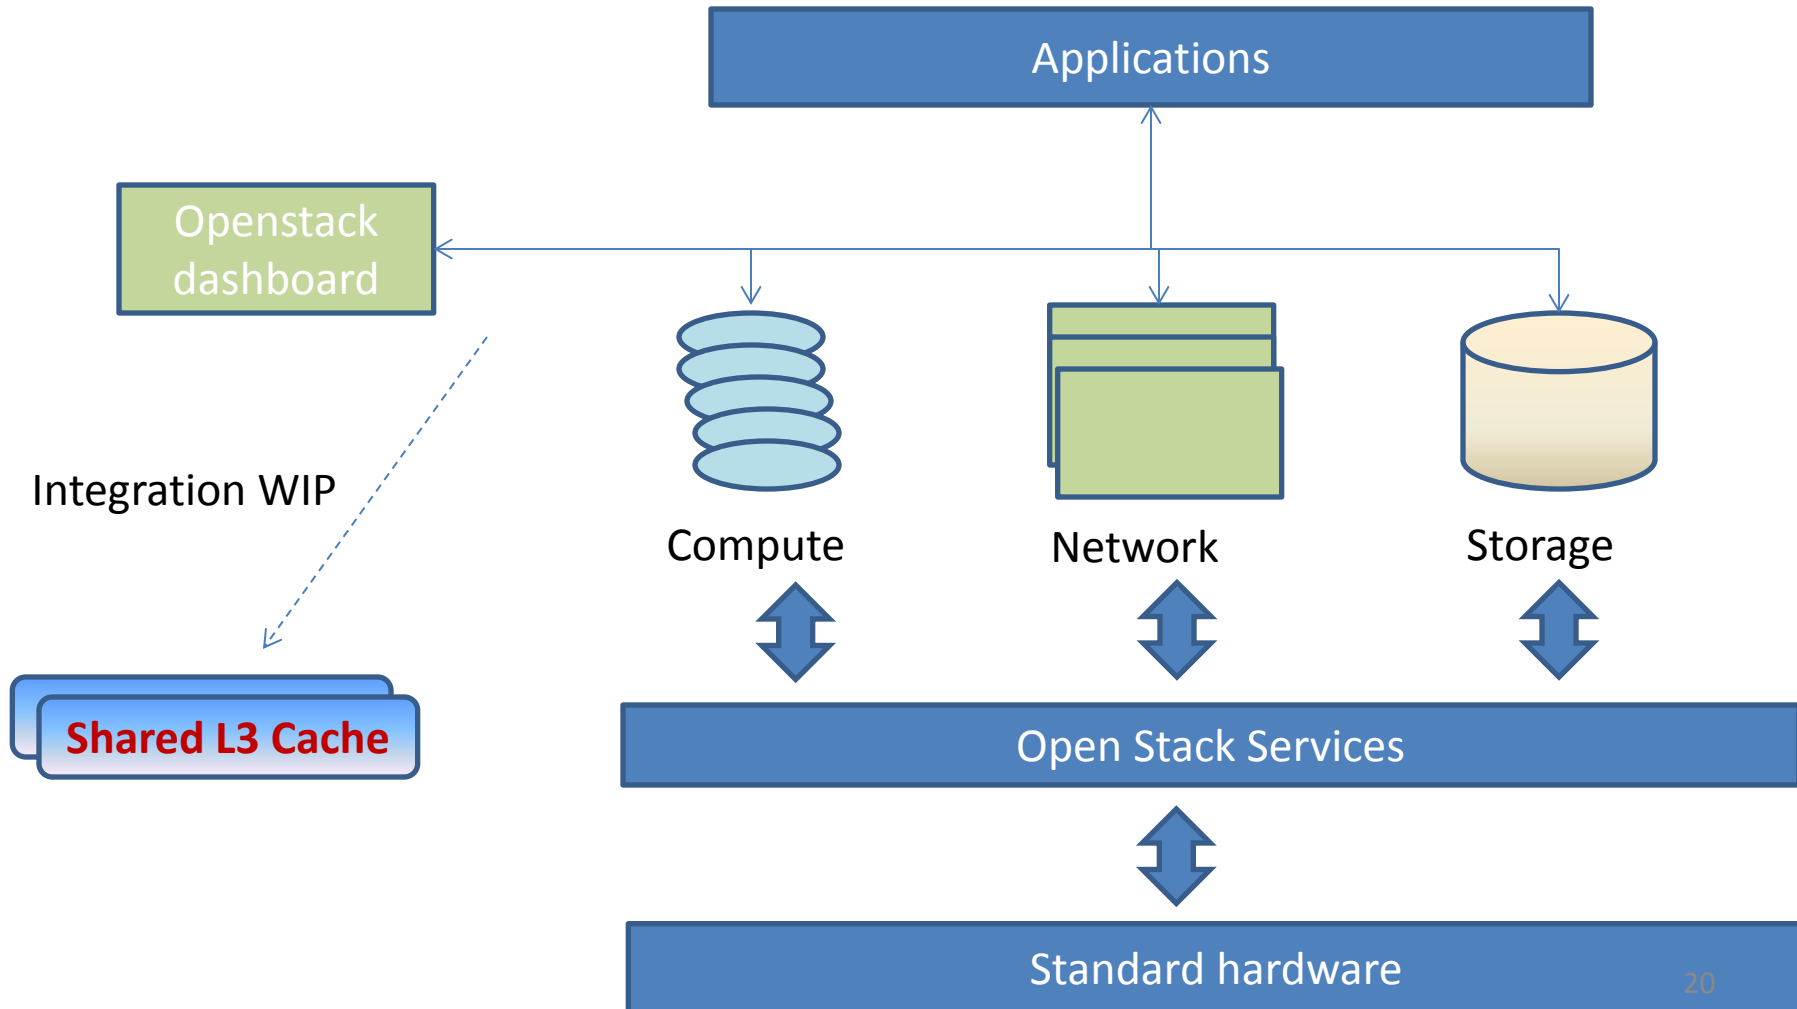 Applications
Openstack
dashboard
Integration WIP
Compute
Network
Storage
Shared L3 Cache
Open Stack Services
Standard hardware
20